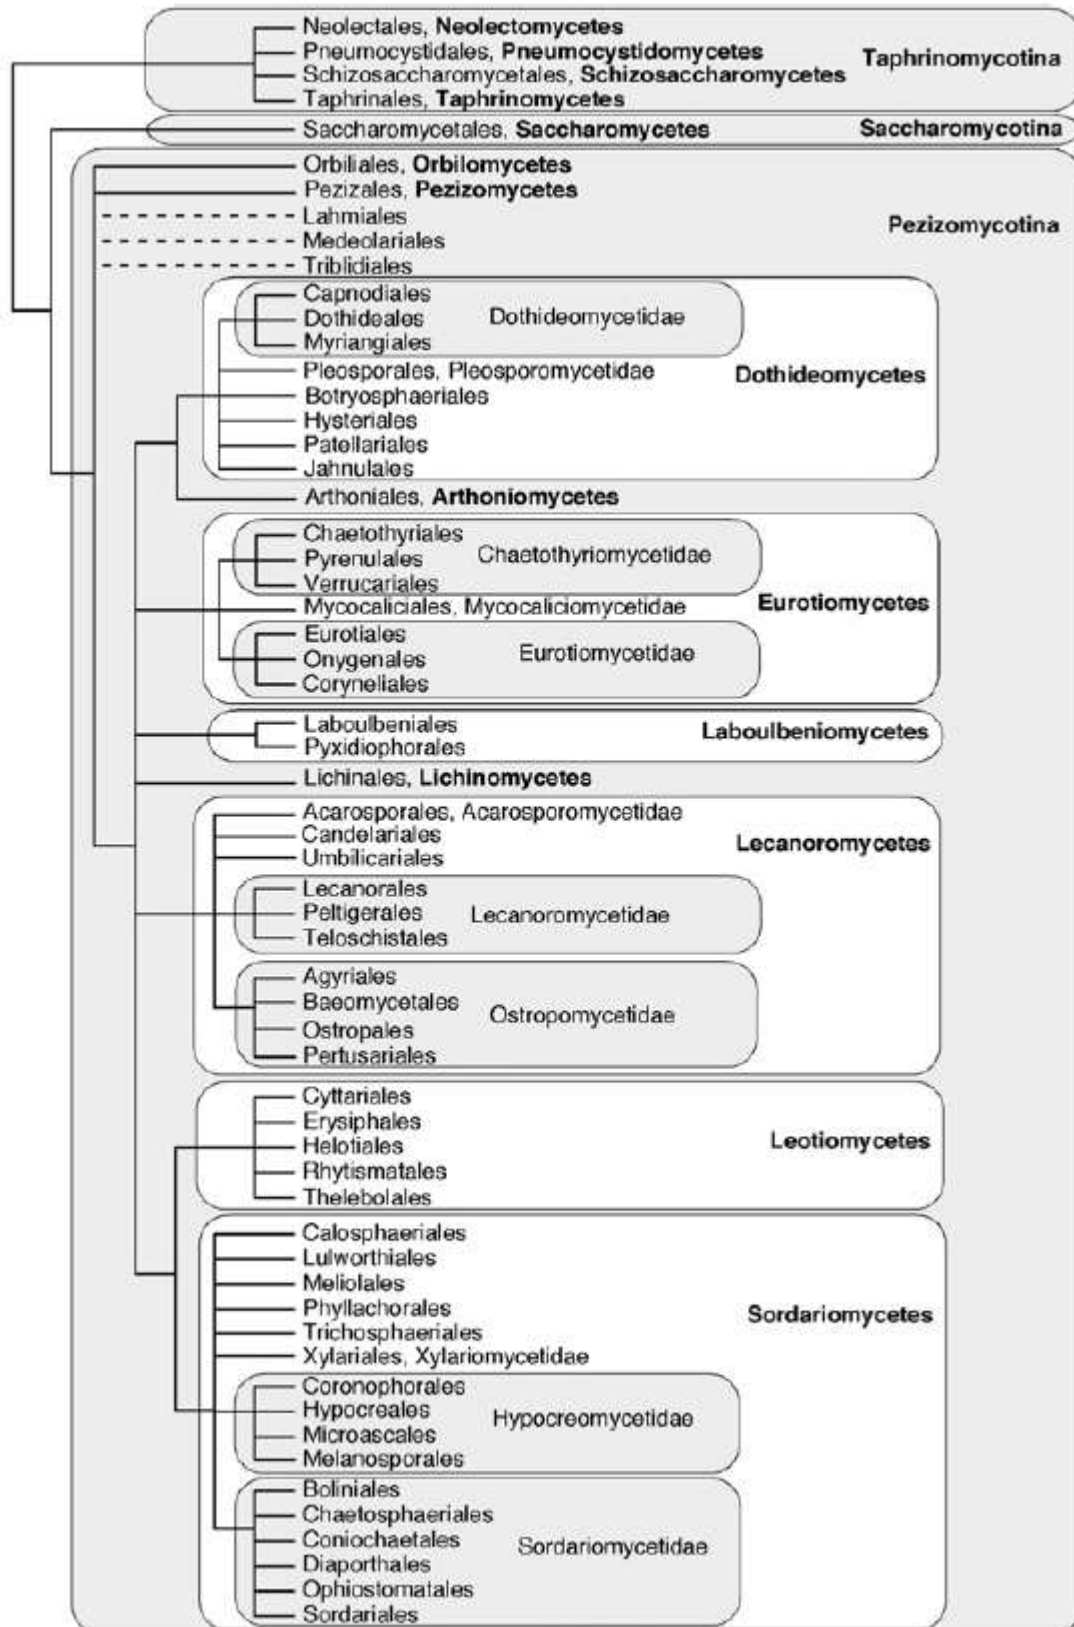 Neolectales, Neolectomycetes
Pneumocystidales, Pneumocystidomycetes
Taphrinomycotina
Schizosaccharomycetales, Schizosaccharomycetes
Taphrinales, Taphrinomycetes
Saccharomycetales, Saccharomycetes
Saccharomycotina
Orbiliales, Orbilomycetes
Pezizales, Pezizomycetes
Lahmiales
Pezizomycotina
Medeolariales
Triblidiales
Capnodiales
Dothideales
Dothideomycetidae
Myriangiales
Pleosporales, Pleosporomycetidae
Dothideomycetes
Botryosphaeriales
Hysteriales
Patellariales
Jahnulales
Arthoniales, Arthoniomycetes
Chaetothyriales
Chaetothyriomycetidae
Pyrenulales
Verrucariales
Mycocaliciales, Mycocaliciomycetidae
Eurotiomycetes
Eurotiales
Eurotiomycetidae
Onygenales
Coryneliales
Laboulbeniales
Laboulbeniomycetes
Pyxidiophorales
Lichinales, Lichinomycetes
Acarosporales, Acarosporomycetidae
Candelariales
Lecanoromycetes
Umbilicariales
Lecanorales
Peltigerales
Lecanoromycetidae
Teloschistales
Agyriales
Baeomycetales
Ostropomycetidae
Ostropales
Pertusariales
Cyttariales
Erysiphales
Leotiomycetes
Helotiales
Rhytismatales
Thelebolales
Calosphaeriales
Lulworthiales
Meliolales
Phyllachorales
Sordariomycetes
Trichosphaeriales
Xylariales, Xylariomycetidae
Coronophorales
Hypocreales
Hypocreomycetidae
Microascales
Melanosporales
Boliniales
Chaetosphaeriales
Coniochaetales
Sordariomycetidae
Diaporthales
Ophiostomatales
Sordariales